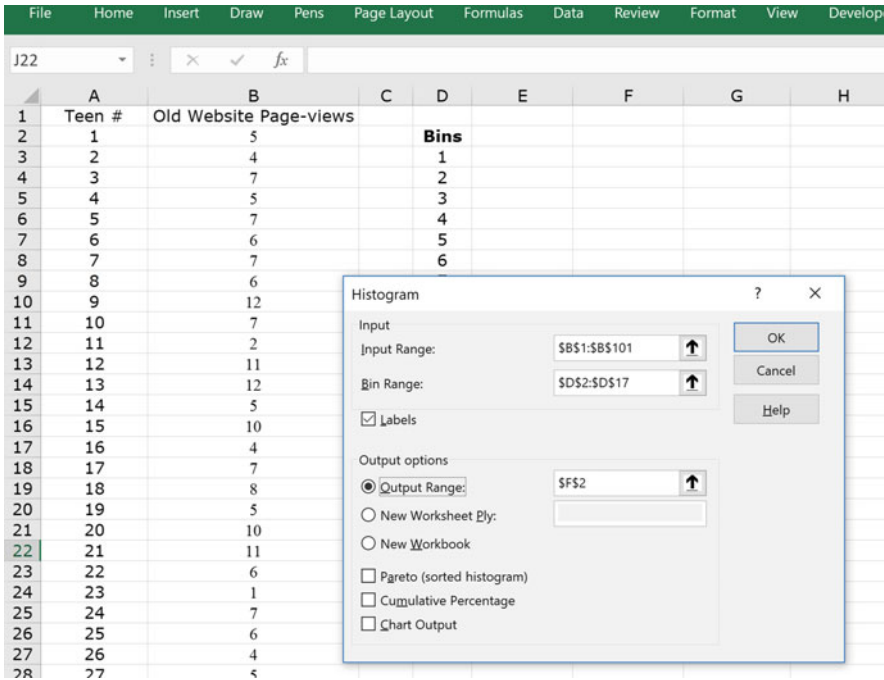 File Home Insert Draw Pens Page Layout Formulas Data Review Format View Develop
J22 fx
A B C D E F G H
1 Teen # Old Website Page-views
2 1 5 Bins
3 2 4 1
4 3 7 2
5 4 5 3
6 5 7 4
7 6 6 5
8 7 7 6
9 8 6
10 9 12
11 10 7
12 11 2
13 12 11
14 13 12
15 14 5
16 15 10
17 16 4
18 17 7
19 18 8
20 19 5
21 20 10
22 21 11
23 22 6
24 23 1
25 24 7
26 25 6
27 26 4
28 27 5
Histogram ? ×
Input
Input Range: $B$1:$B$101 OK
Bin Range: $D$2:$D$17 Cancel
Labels Help
Output options
Output Range: $F$2
New Worksheet Ply:
New Workbook
Pareto (sorted histogram)
Cumulative Percentage
Chart Output